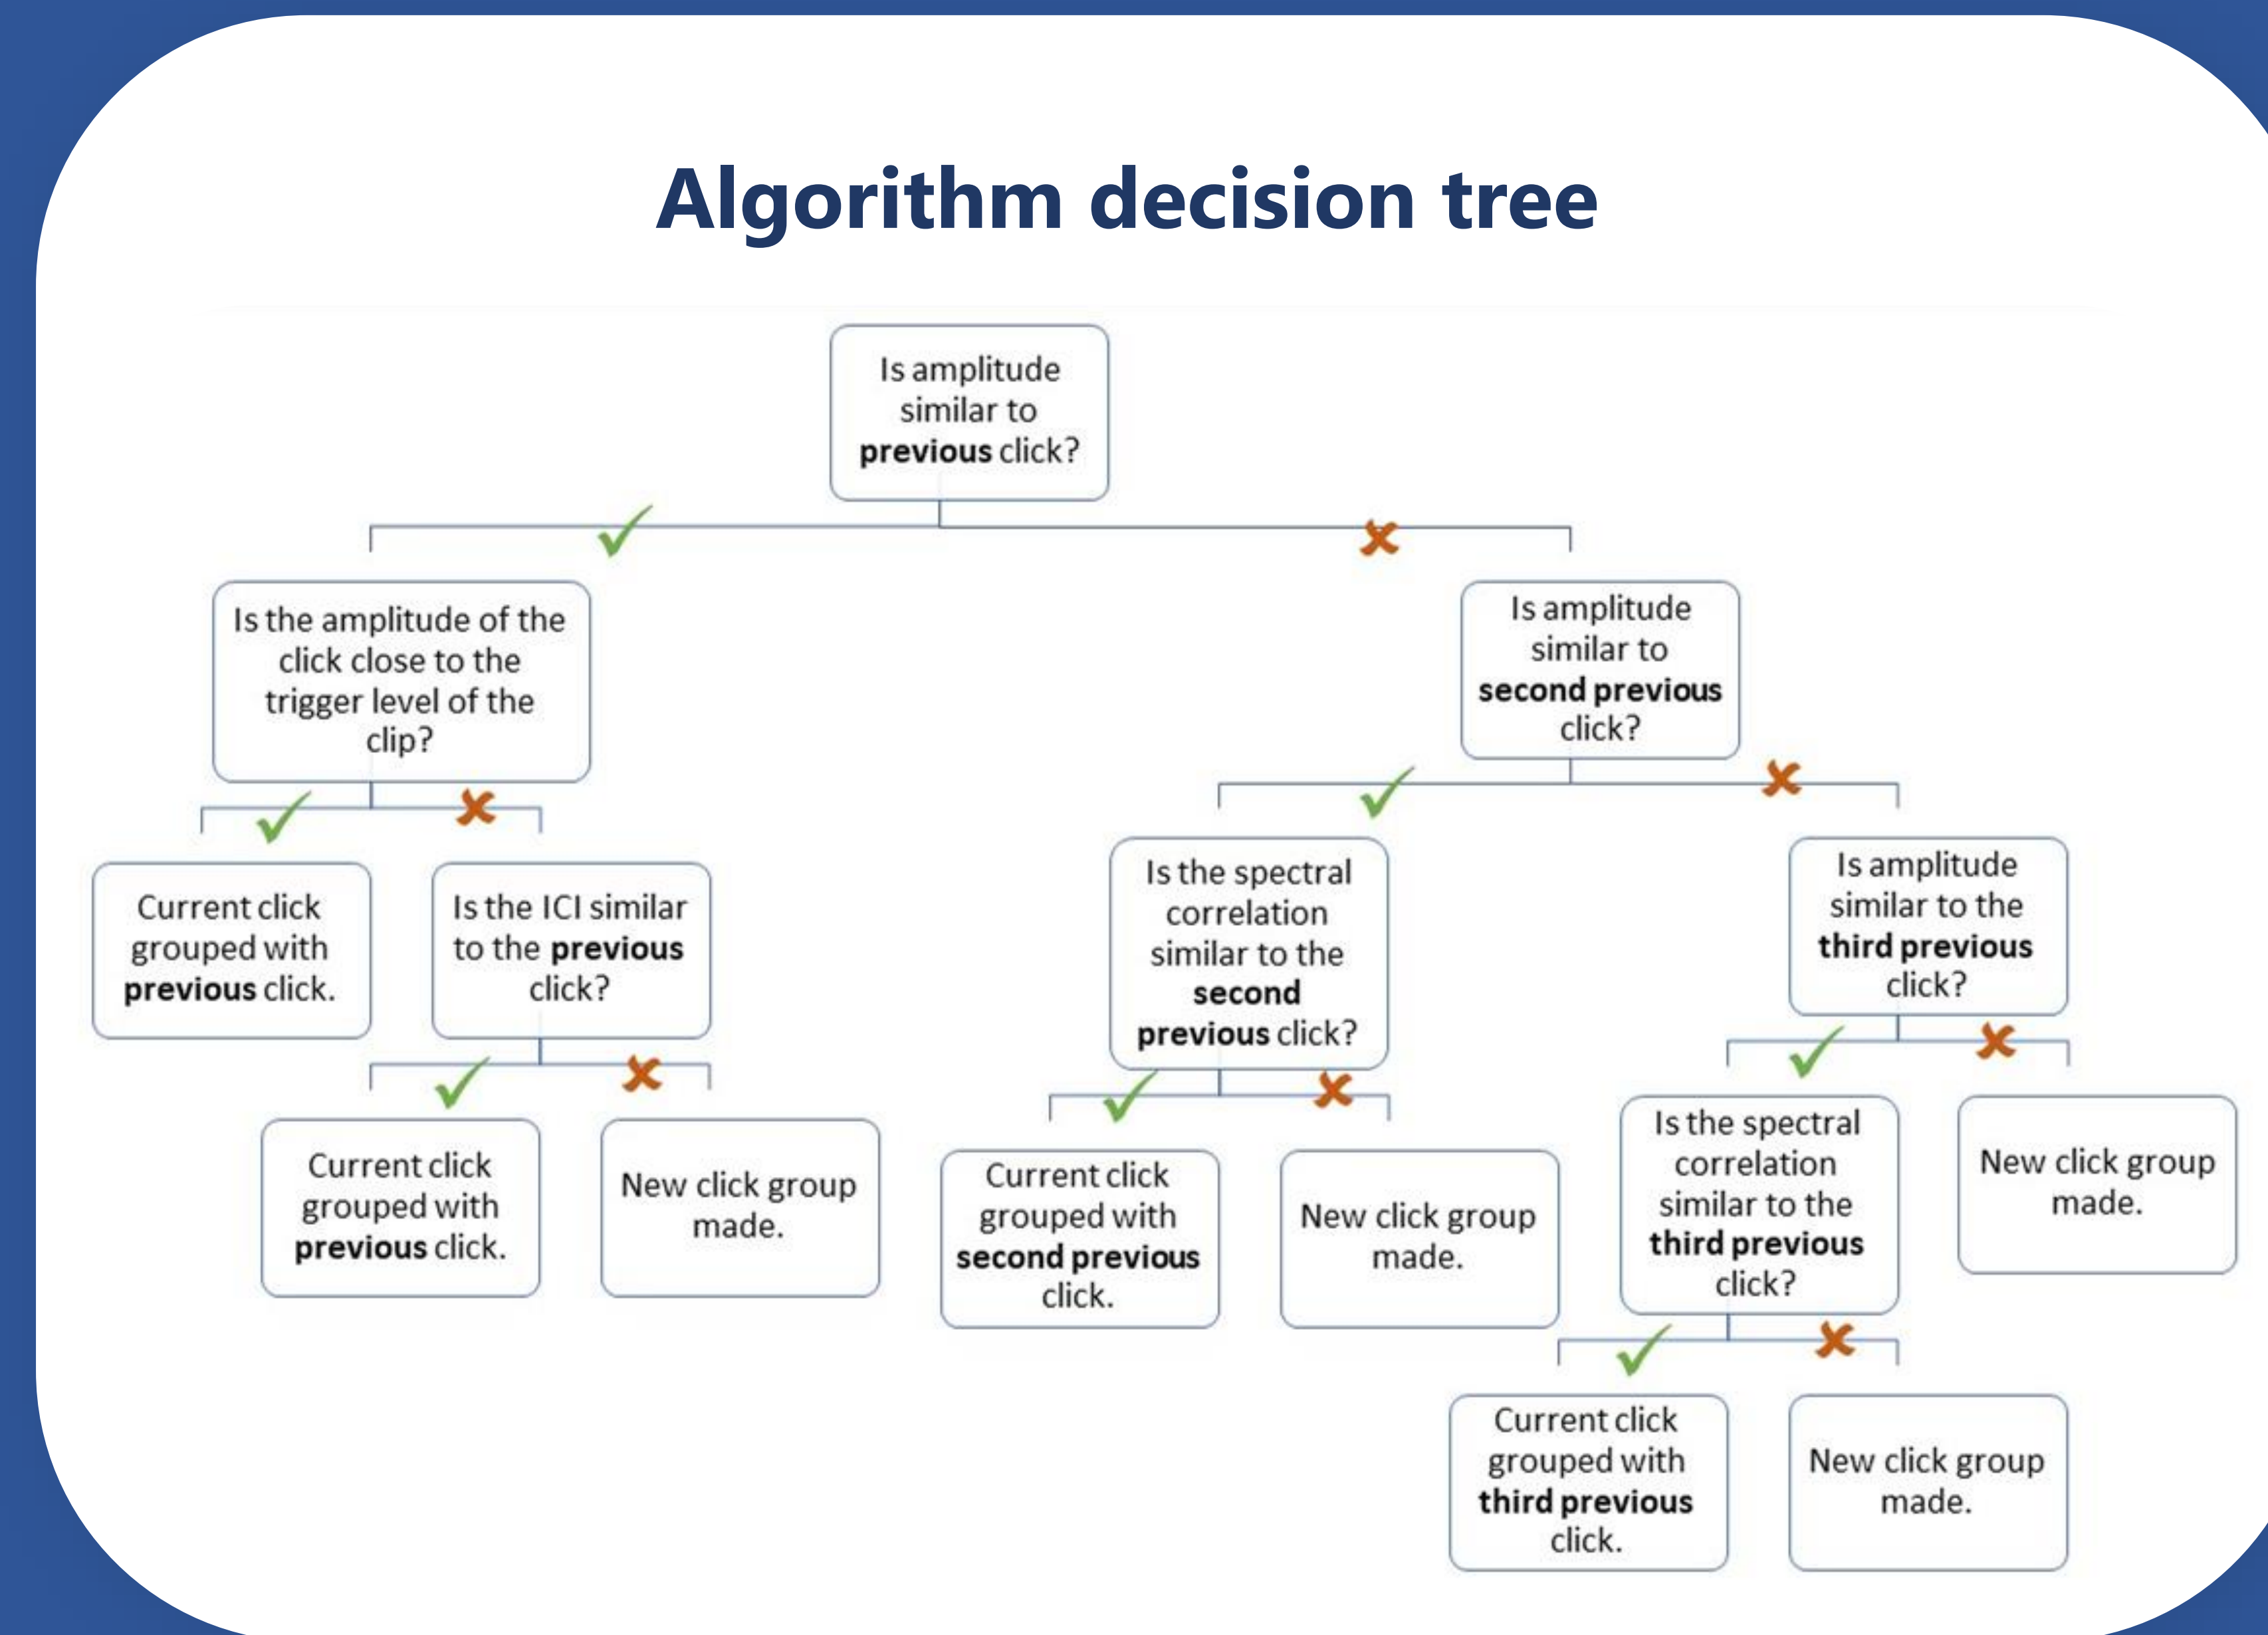 Algorithm decision tree
Is amplitude
similar to
previous click?
Is the amplitude of the
click close to the
trigger level of the
clip?
Is amplitude
similar to
second previous
click?
Current click
grouped with
previous click.
Is the ICI similar
to the previous
click?
Is the spectral
correlation
similar to the
second
previous click?
Is amplitude
similar to the
third previous
click?
Current click
grouped with
previous click.
New click group
made.
Current click
grouped with
second previous
click.
New click group
made.
Is the spectral
correlation
similar to the
third previous
click?
New click group
made.
Current click
grouped with
third previous
click.
New click group
made.